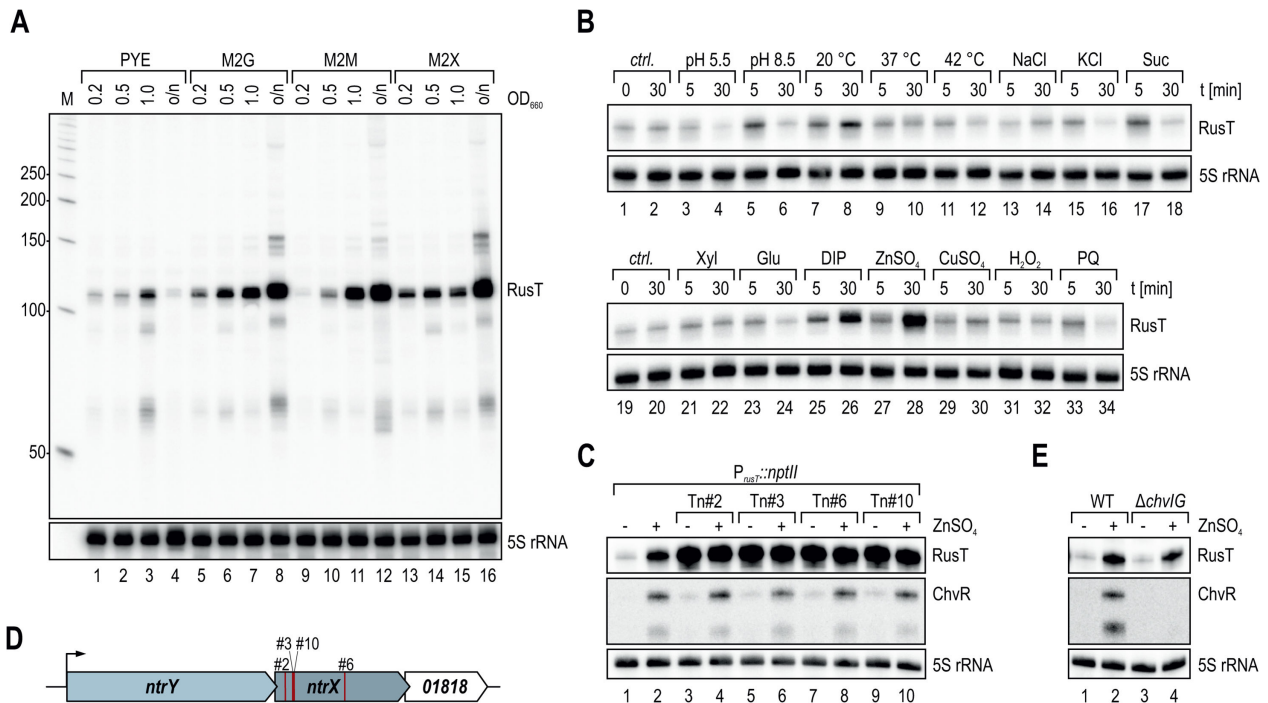 A
PYE M2G M2M M2X
M 0.2 0.5 1.0 o/n 0.2 0.5 1.0 o/n 0.2 0.5 1.0 o/n 0.2 0.5 1.0 o/n OD660
250
200
150
RusT
100
50
5S rRNA
1 2 3 4 5 6 7 8 9 10 11 12 13 14 15 16
B
ctrl. pH 5.5 pH 8.5 20 °C 37 °C 42 °C NaCl KCl Suc
0 30 5 30 5 30 5 30 5 30 5 30 5 30 5 30 5 30 t [min]
RusT
5S rRNA
1 2 3 4 5 6 7 8 9 10 11 12 13 14 15 16 17 18
ctrl. Xyl Glu DIP ZnSO4 CuSO4 H2O2 PQ
0 30 5 30 5 30 5 30 5 30 5 30 5 30 5 30 t [min]
RusT
5S rRNA
19 20 21 22 23 24 25 26 27 28 29 30 31 32 33 34
C
PrusT::nptII
Tn#2 Tn#3 Tn#6 Tn#10
- + - + - + - + - + ZnSO4
RusT
ChvR
5S rRNA
1 2 3 4 5 6 7 8 9 10
D
#3 #10
#2 #6
ntrY ntrX 01818
E
WT ΔchvIG
- + - + ZnSO4
RusT
ChvR
5S rRNA
1 2 3 4